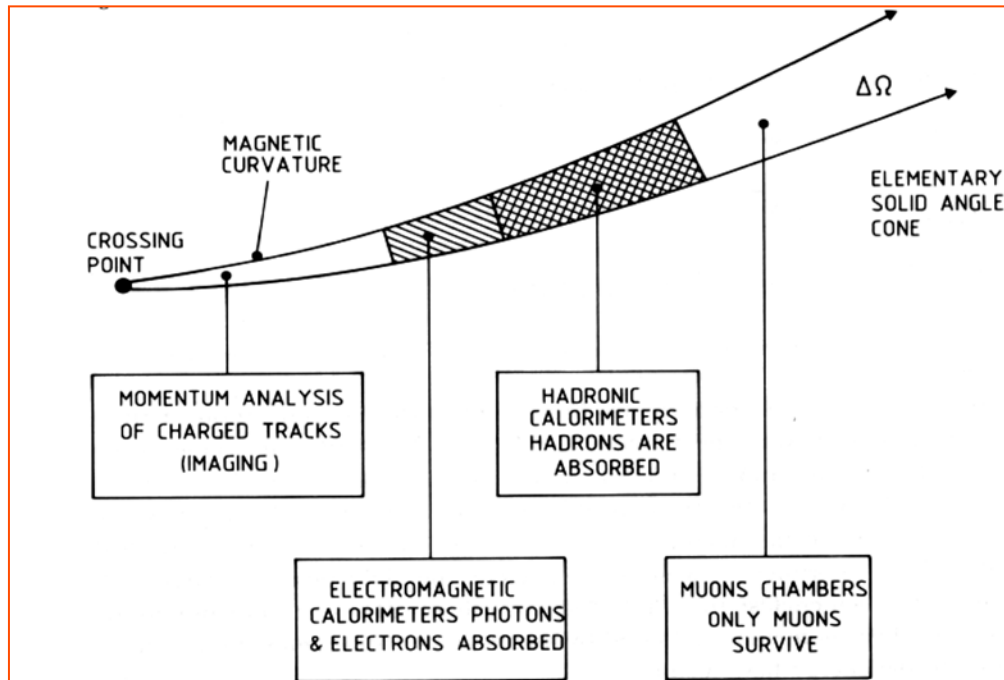 ΔΩ
MAGNETIC
CURVATURE
ELEMENTARY
SOLID ANGLE
CONE
CROSSING
POINT
MOMENTUM ANALYSIS
OF CHARGED TRACKS
(IMAGING)
HADRONIC
CALORIMETERS
HADRONS ARE
ABSORBED
ELECTROMAGNETIC
CALORIMETERS PHOTONS
& ELECTRONS ABSORBED
MUONS CHAMBERS
ONLY MUONS
SURVIVE